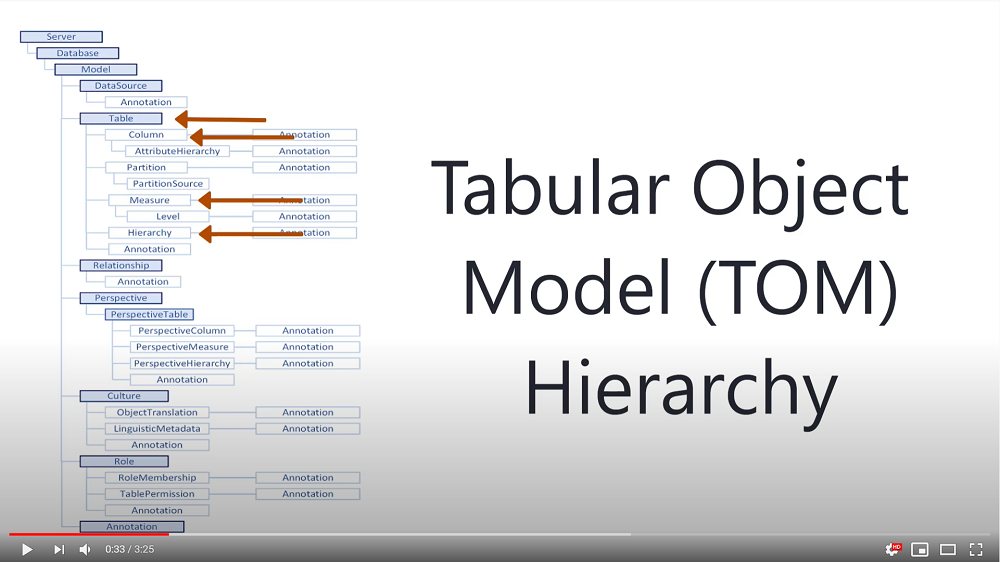 Server
Database
Model
DataSource
Annotation
Table
Column Annotation
AttributeHierarchy Annotation
Partition Annotation
PartitionSource
Measure Annotation
Level Annotation
Hierarchy Annotation
Annotation
Relationship
Annotation
Perspective
PerspectiveTable
PerspectiveColumn Annotation
PerspectiveMeasure Annotation
PerspectiveHierarchy Annotation
Annotation
Culture
ObjectTranslation Annotation
LinguisticMetadata Annotation
Annotation
Role
RoleMembership Annotation
TablePermission Annotation
Annotation
Annotation
Tabular Object
Model (TOM)
Hierarchy
0:33 / 3:25
HD